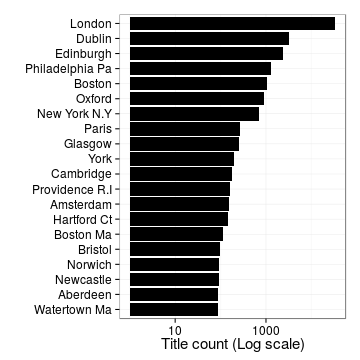 London
Dublin
Edinburgh
Philadelphia Pa
Boston
Oxford
New York N.Y
Paris
Glasgow
York
Cambridge
Providence R.I
Amsterdam
Hartford Ct
Boston Ma
Bristol
Norwich
Newcastle
Aberdeen
Watertown Ma
10 1000
Title count (Log scale)